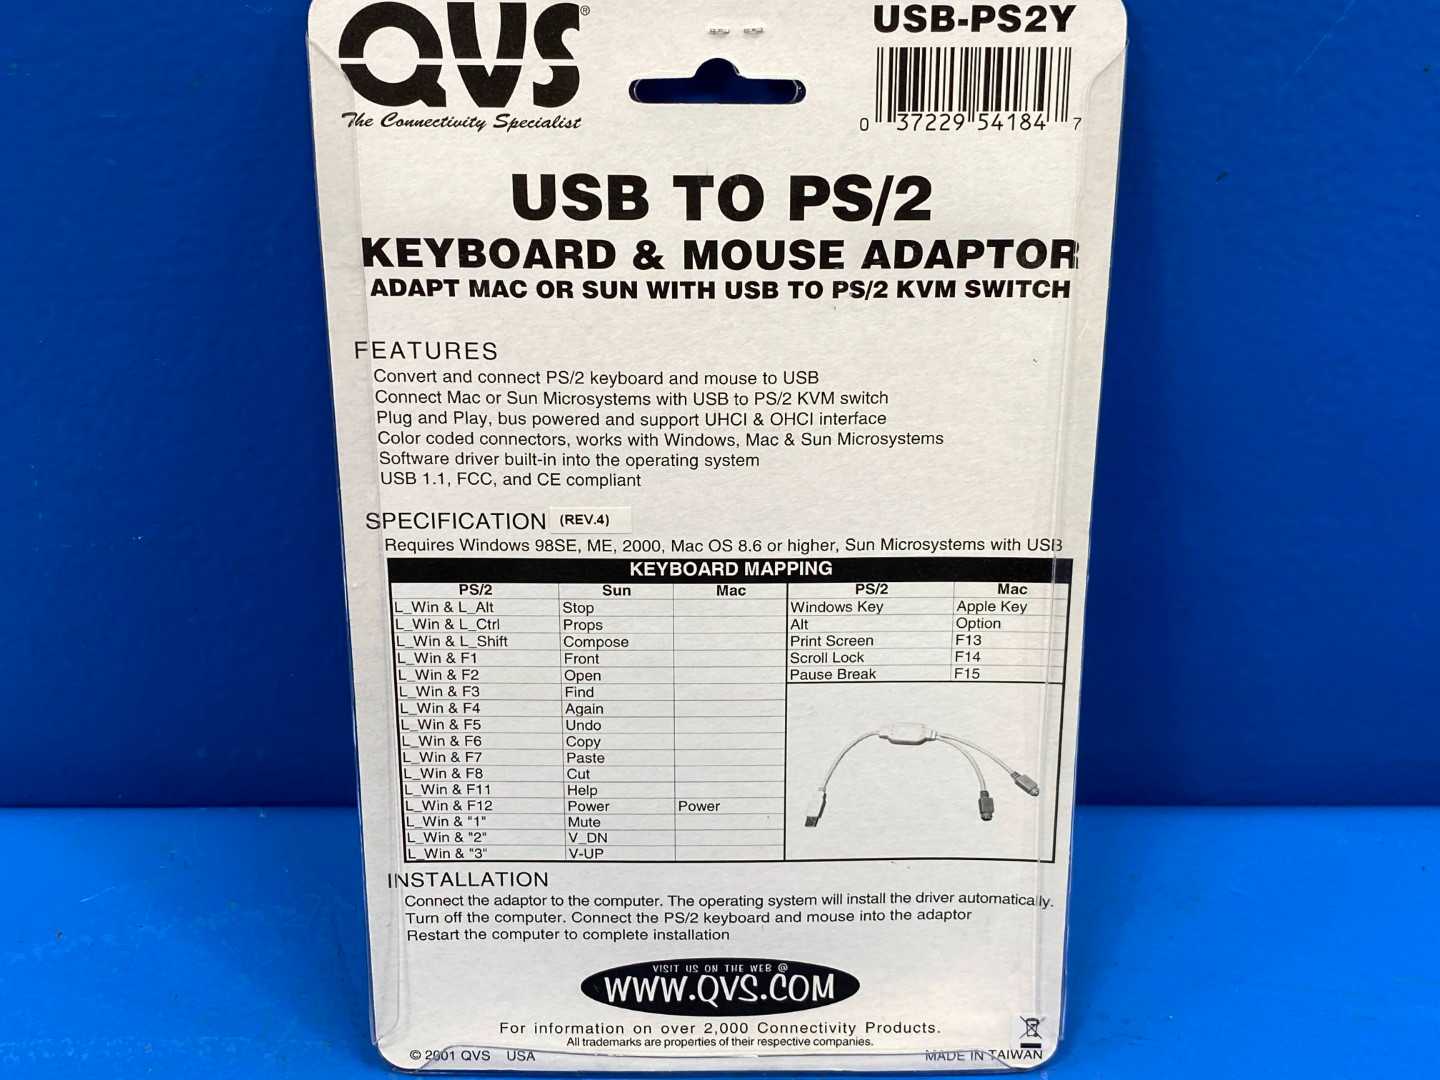 QVS®
The Connectivity Specialist
USB-PS2Y
0 37229 54184 7
USB TO PS/2
KEYBOARD & MOUSE ADAPTOR
ADAPT MAC OR SUN WITH USB TO PS/2 KVM SWITCH
FEATURES
Convert and connect PS/2 keyboard and mouse to USB
Connect Mac or Sun Microsystems with USB to PS/2 KVM switch
Plug and Play, bus powered and support UHCI & OHCI interface
Color coded connectors, works with Windows, Mac & Sun Microsystems
Software driver built-in into the operating system
USB 1.1, FCC, and CE compliant
SPECIFICATION (REV.4)
Requires Windows 98SE, ME, 2000, Mac OS 8.6 or higher, Sun Microsystems with USB
KEYBOARD MAPPING
PS/2 Sun Mac PS/2 Mac
L_Win & L_Alt Stop Windows Key Apple Key
L_Win & L_Ctrl Props Alt Option
L_Win & L_Shift Compose Print Screen F13
L_Win & F1 Front Scroll Lock F14
L_Win & F2 Open Pause Break F15
L_Win & F3 Find
L_Win & F4 Again
L_Win & F5 Undo
L_Win & F6 Copy
L_Win & F7 Paste
L_Win & F8 Cut
L_Win & F11 Help
L_Win & F12 Power Power
L_Win & "1" Mute
L_Win & "2" V_DN
L_Win & "3" V-UP
INSTALLATION
Connect the adaptor to the computer. The operating system will install the driver automatically.
Turn off the computer. Connect the PS/2 keyboard and mouse into the adaptor
Restart the computer to complete installation
VISIT US ON THE WEB @
WWW.QVS.COM
For information on over 2,000 Connectivity Products.
All trademarks are properties of their respective companies.
© 2001 QVS USA
MADE IN TAIWAN